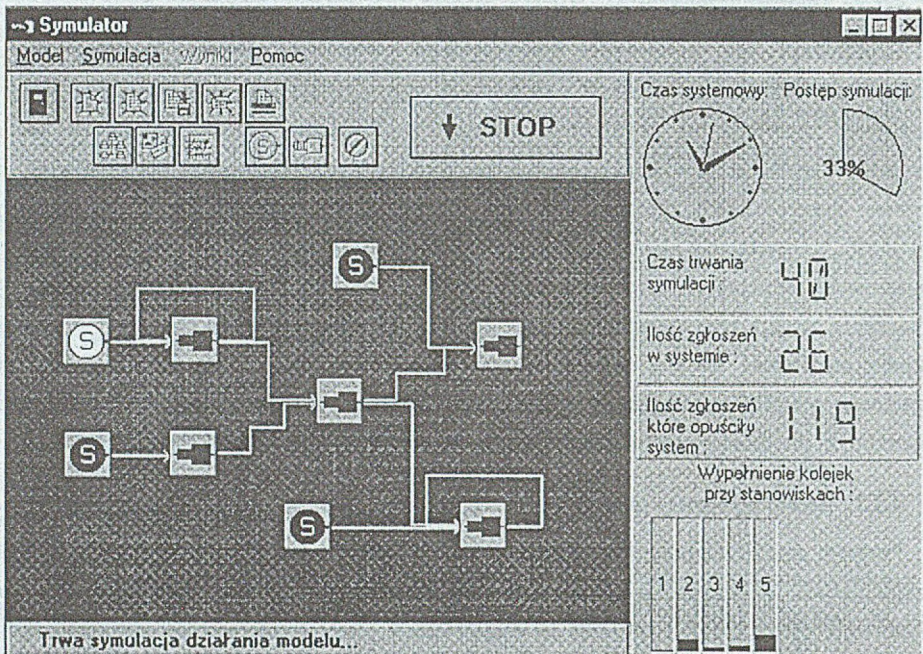 Symulator
Model Symulacja Wyniki Pomoc
STOP
Czas systemowy: Postęp symulacji:
33%
Czas trwania
symulacji :
40
Ilość zgłoszeń
w systemie :
26
Ilość zgłoszeń
które opuściły
system :
119
Wypełnienie kolejek
przy stanowiskach :
1 2 3 4 5
S
S
S
S
Trwa symulacja działania modelu...